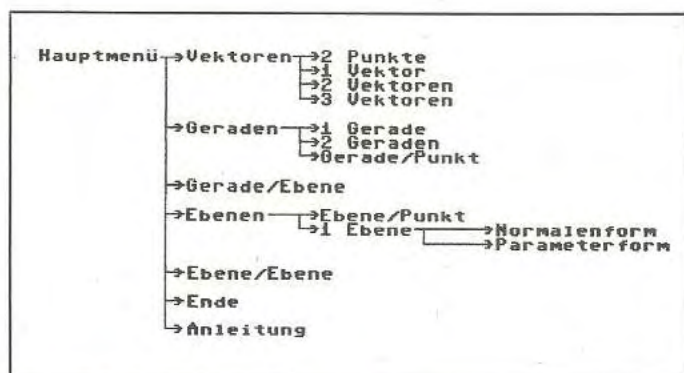 Hauptmenü Vektoren 2 Punkte
1 Vektor
2 Vektoren
3 Vektoren
Geraden 1 Gerade
2 Geraden
Gerade/Punkt
Gerade/Ebene
Ebenen Ebene/Punkt
1 Ebene Normalenform
Parameterform
Ebene/Ebene
Ende
Anleitung